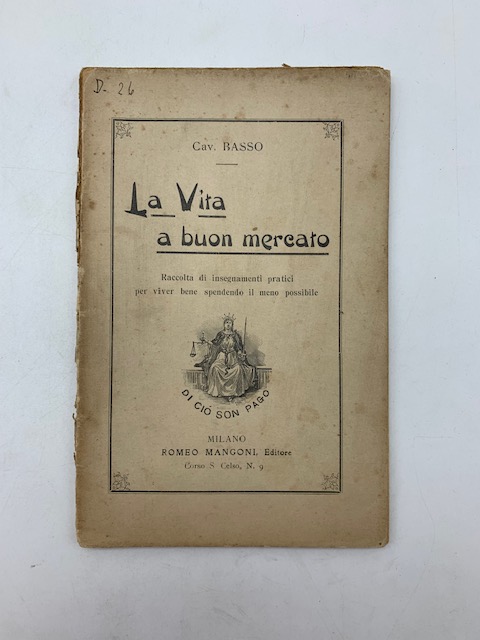 D. 26
Cav. BASSO
La Vita
a buon mercato
Raccolta di insegnamenti pratici
per viver bene spendendo il meno possibile
DI CIÓ SON PAGO
MILANO
ROMEO MANGONI, Editore
Corso S Celso, N. 9